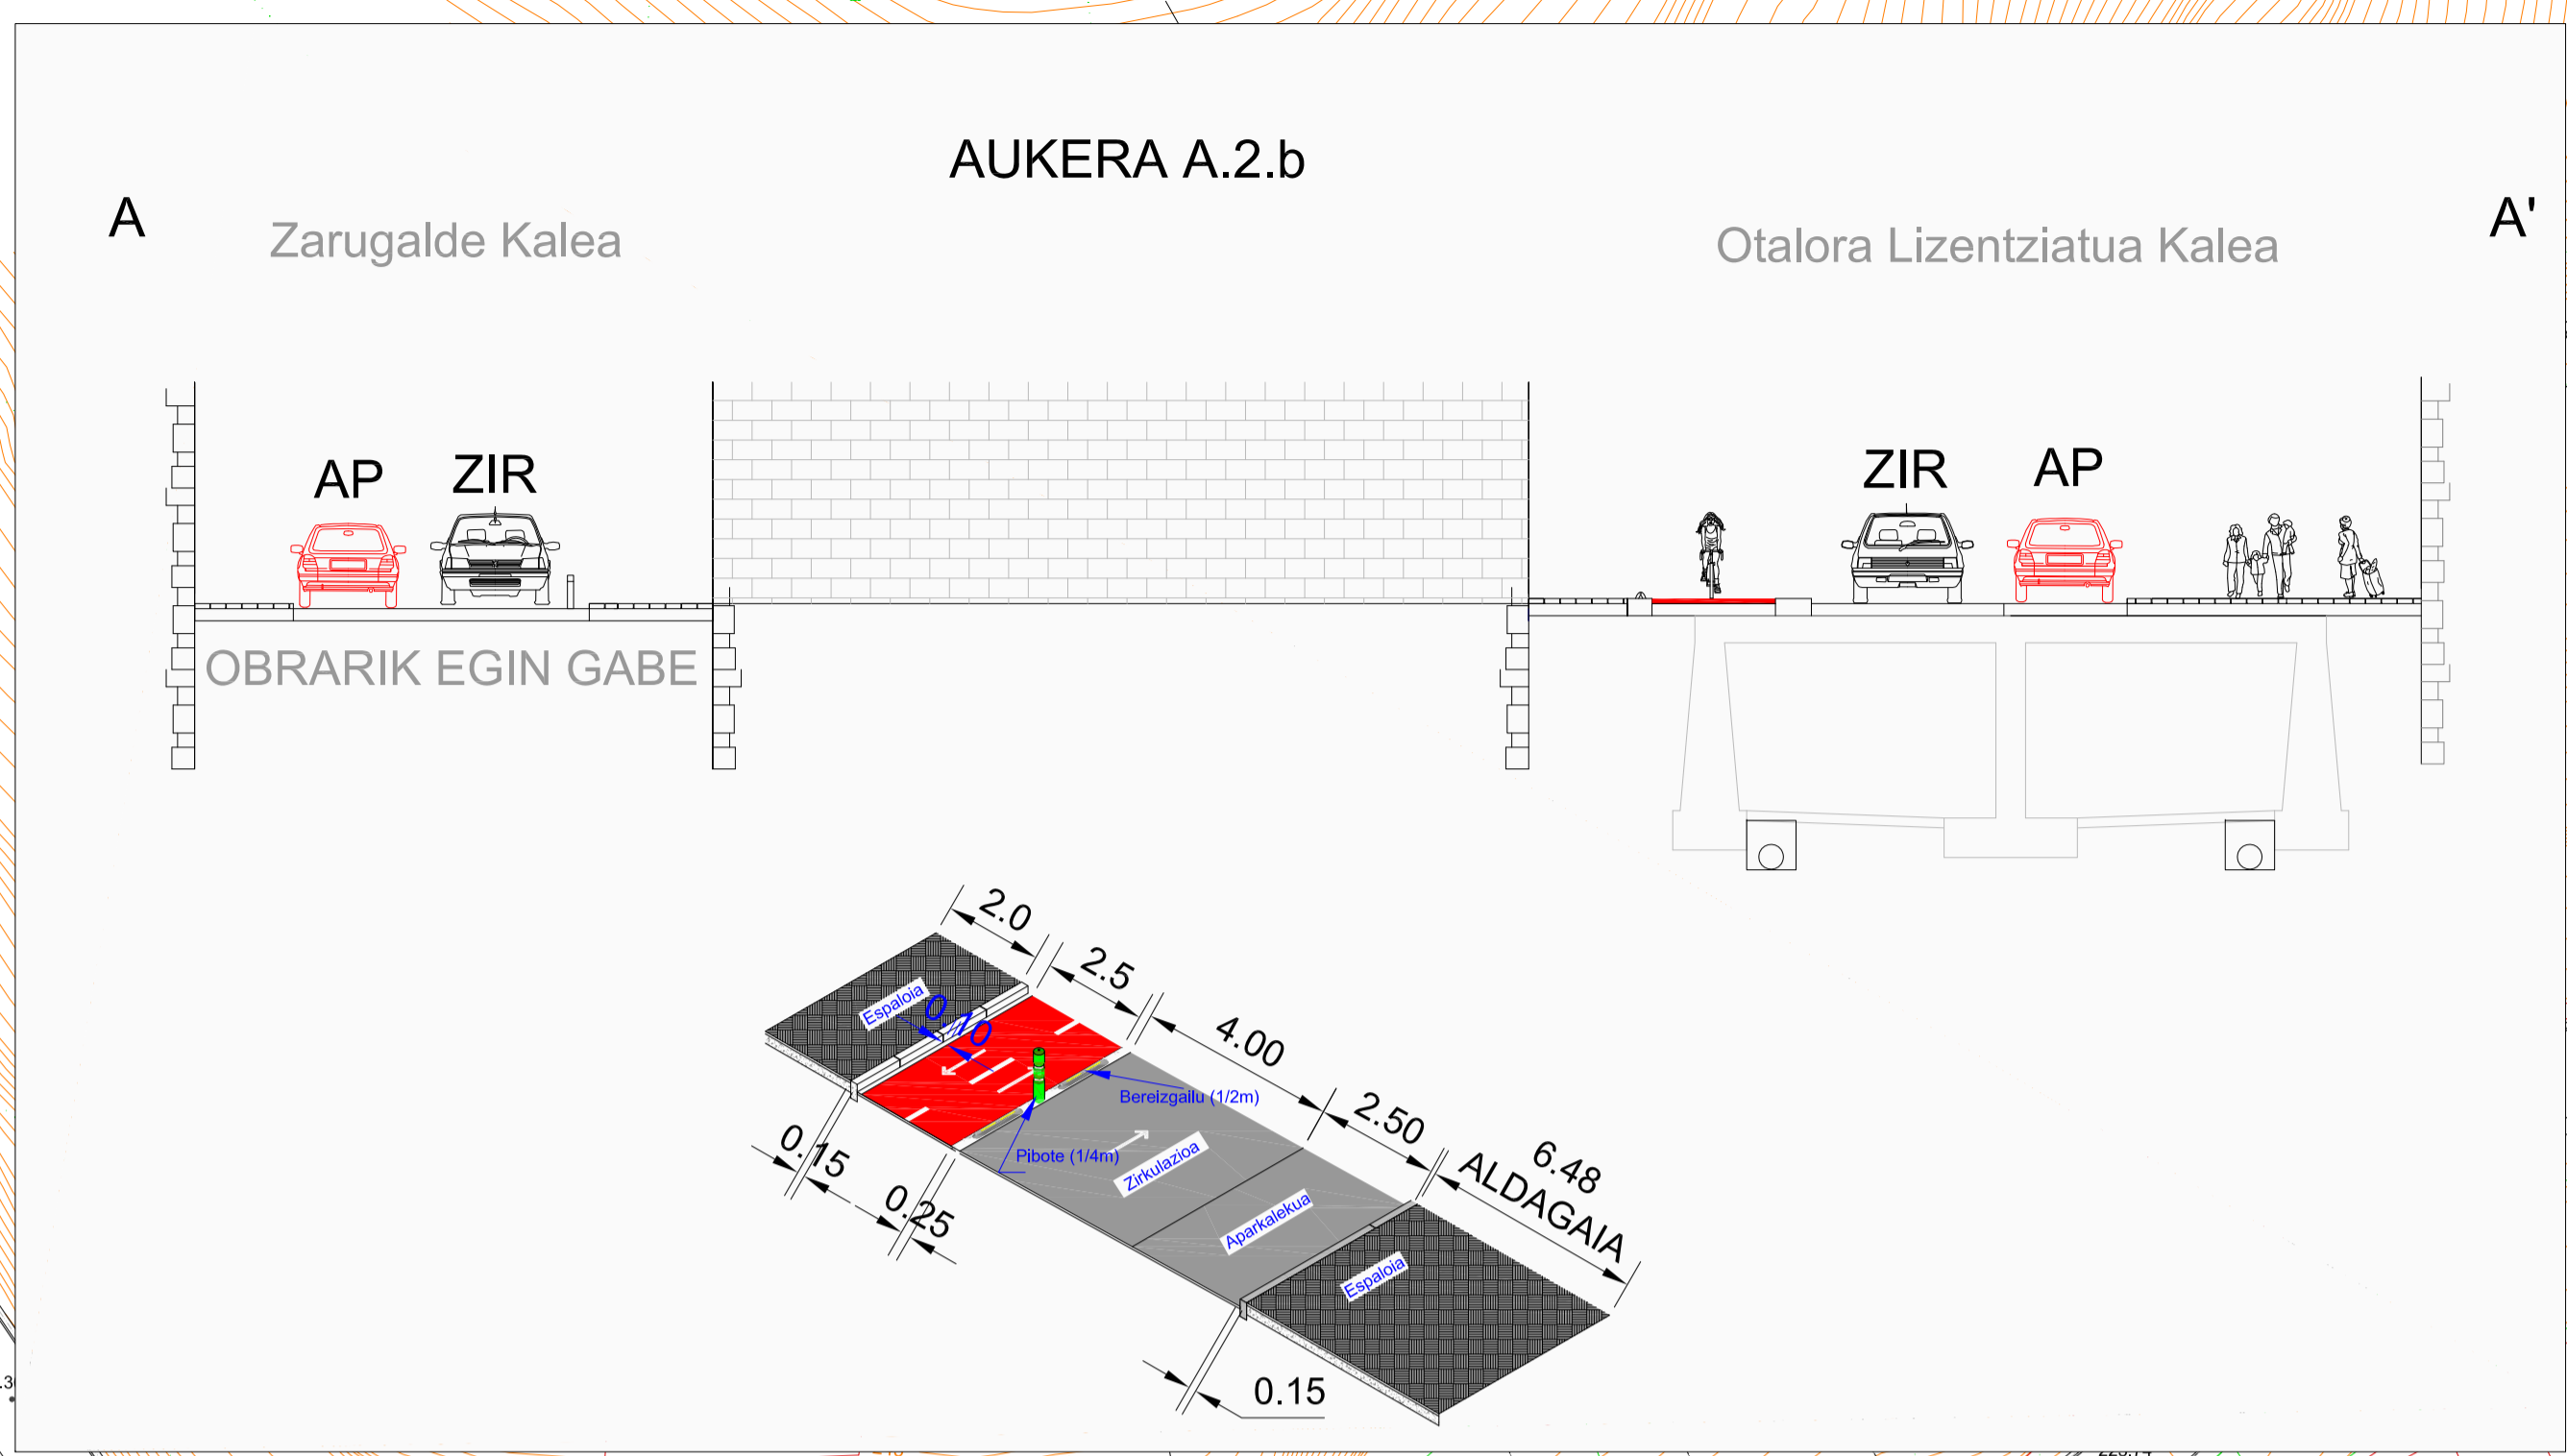 AUKERA A.2.b
A
A'
Zarugalde Kalea
Otalora Lizentziatua Kalea
AP
ZIR
ZIR
AP
OBRARIK EGIN GABE
2.0
2.5
4.00
2.50
6.48
ALDAGAIA
Espaloia
0.10
Bereizgailu (1/2m)
Pibote (1/4m)
Zirkulazioa
Aparkalekua
Espaloia
0.15
0.25
0.15